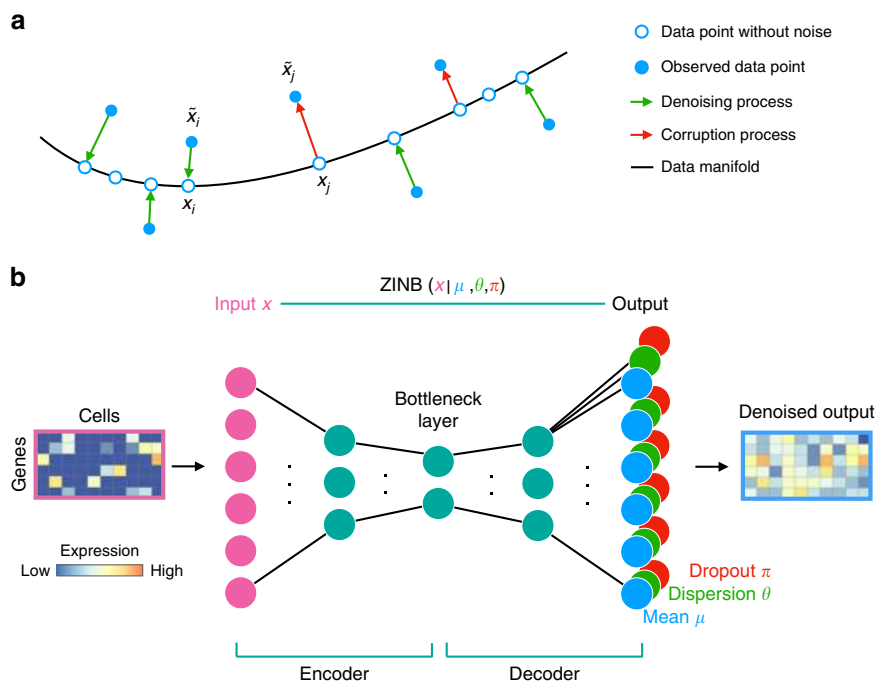 a
Data point without noise
Observed data point
Denoising process
Corruption process
Data manifold
x̃ᵢ
x̃ⱼ
xᵢ
xⱼ
b
ZINB (x| μ ,θ,π)
Input x
Output
Bottleneck
layer
Cells
Genes
Expression
Low
High
Denoised output
Dropout π
Dispersion θ
Mean μ
Encoder
Decoder